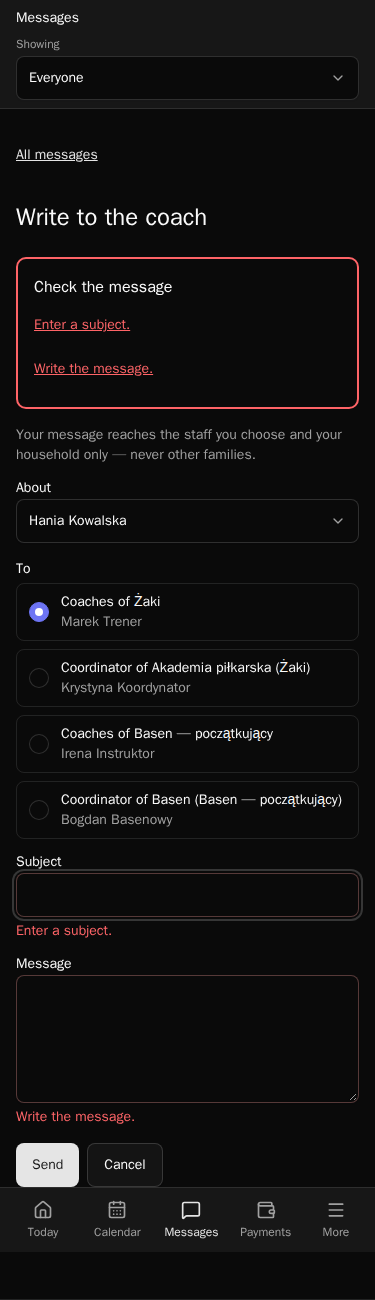 Messages
Showing
Everyone
All messages
Write to the coach
Check the message
Enter a subject.
Write the message.
Your message reaches the staff you choose and your
household only — never other families.
About
Hania Kowalska
To
Coaches of Żaki
Marek Trener
Coordinator of Akademia piłkarska (Żaki)
Krystyna Koordynator
Coaches of Basen — początkujący
Irena Instruktor
Coordinator of Basen (Basen — początkujący)
Bogdan Basenowy
Subject
Enter a subject.
Message
Write the message.
Send Cancel
Today Calendar Messages Payments More